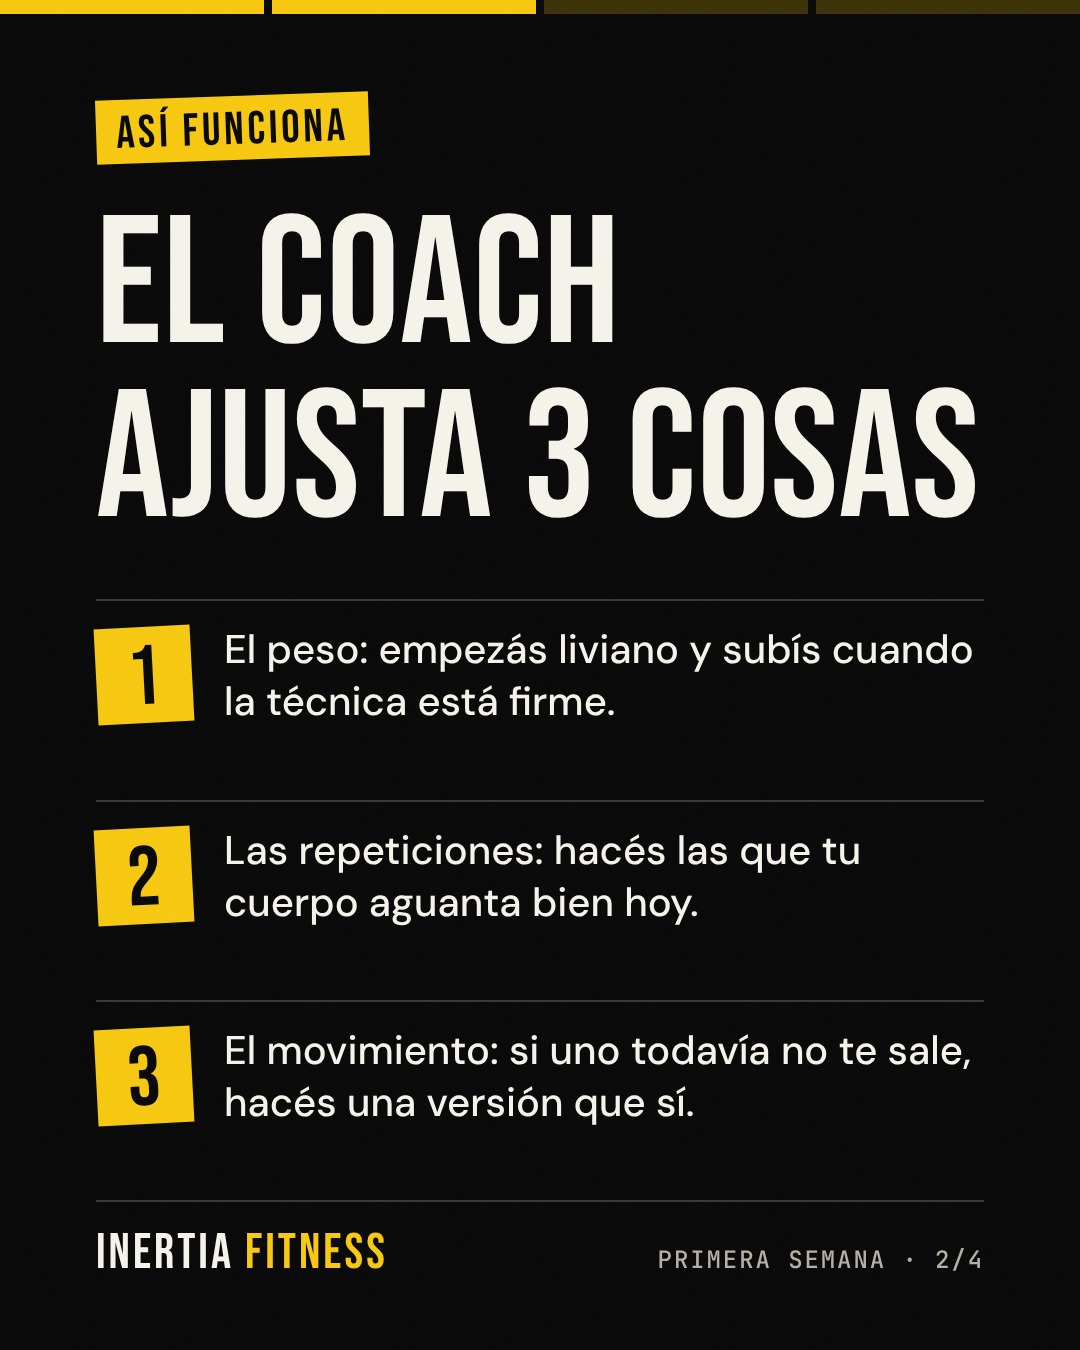 ASÍ FUNCIONA
EL COACH
AJUSTA 3 COSAS
1
El peso: empezás liviano y subís cuando
la técnica está firme.
2
Las repeticiones: hacés las que tu
cuerpo aguanta bien hoy.
3
El movimiento: si uno todavía no te sale,
hacés una versión que sí.
INERTIA FITNESS
PRIMERA SEMANA · 2/4